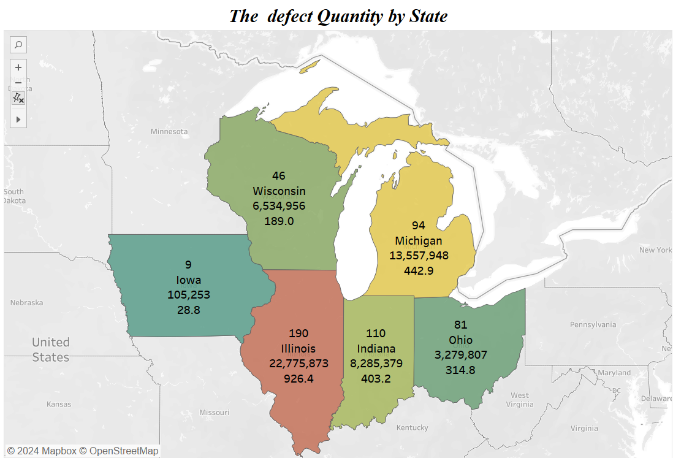 The defect Quantity by State
Minnesota
South
Dakota
46
Wisconsin
6,534,956
189.0
94
Michigan
13,557,948
442.9
New York
9
Iowa
105,253
28.8
Nebraska
United
States
190
Illinois
22,775,873
926.4
110
Indiana
8,285,379
403.2
81
Ohio
3,279,807
314.8
Pennsylvania
Maryland
DC
Delaware
West
Virginia
Virginia
Kansas
Missouri
Kentucky
© 2024 Mapbox © OpenStreetMap